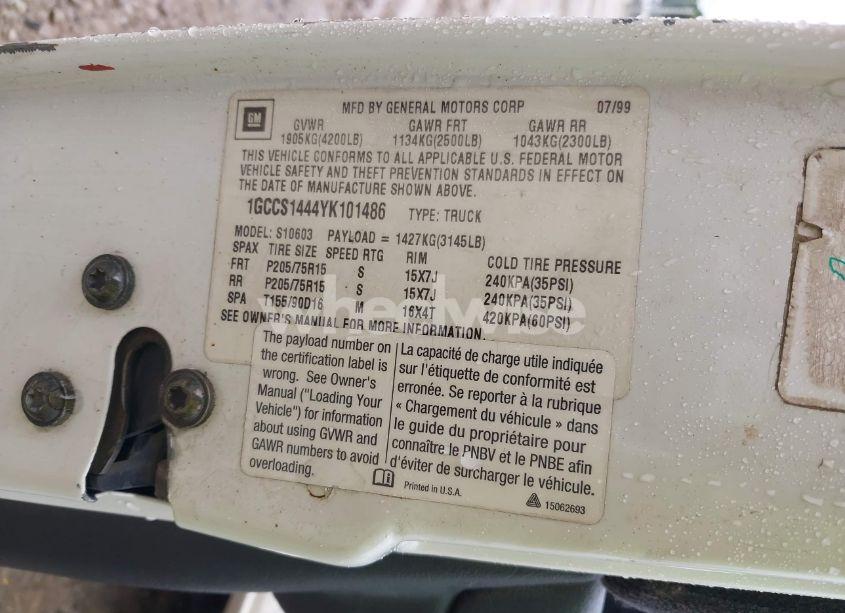 GM
MFD BY GENERAL MOTORS CORP 07/99
GVWR GAWR FRT GAWR RR
1905KG(4200LB) 1134KG(2500LB) 1043KG(2300LB)
THIS VEHICLE CONFORMS TO ALL APPLICABLE U.S. FEDERAL MOTOR
VEHICLE SAFETY AND THEFT PREVENTION STANDARDS IN EFFECT ON
THE DATE OF MANUFACTURE SHOWN ABOVE.
1GCCS1444YK101486 TYPE: TRUCK
MODEL: S10603 PAYLOAD = 1427KG(3145LB)
SPAX TIRE SIZE SPEED RTG RIM COLD TIRE PRESSURE
FRT P205/75R15 S 15X7J 240KPA(35PSI)
RR P205/75R15 S 15X7J 240KPA(35PSI)
SPA T155/90D16 M 16X4T 420KPA(60PSI)
SEE OWNER'S MANUAL FOR MORE INFORMATION.
The payload number on
the certification label is
wrong. See Owner's
Manual ("Loading Your
Vehicle") for information
about using GVWR and
GAWR numbers to avoid
overloading.
La capacité de charge utile indiquée
sur l'étiquette de conformité est
erronée. Se reporter à la rubrique
« Chargement du véhicule » dans
le guide du propriétaire pour
connaître le PNBV et le PNBE afin
d'éviter de surcharger le véhicule.
Printed in U.S.A.
15062693